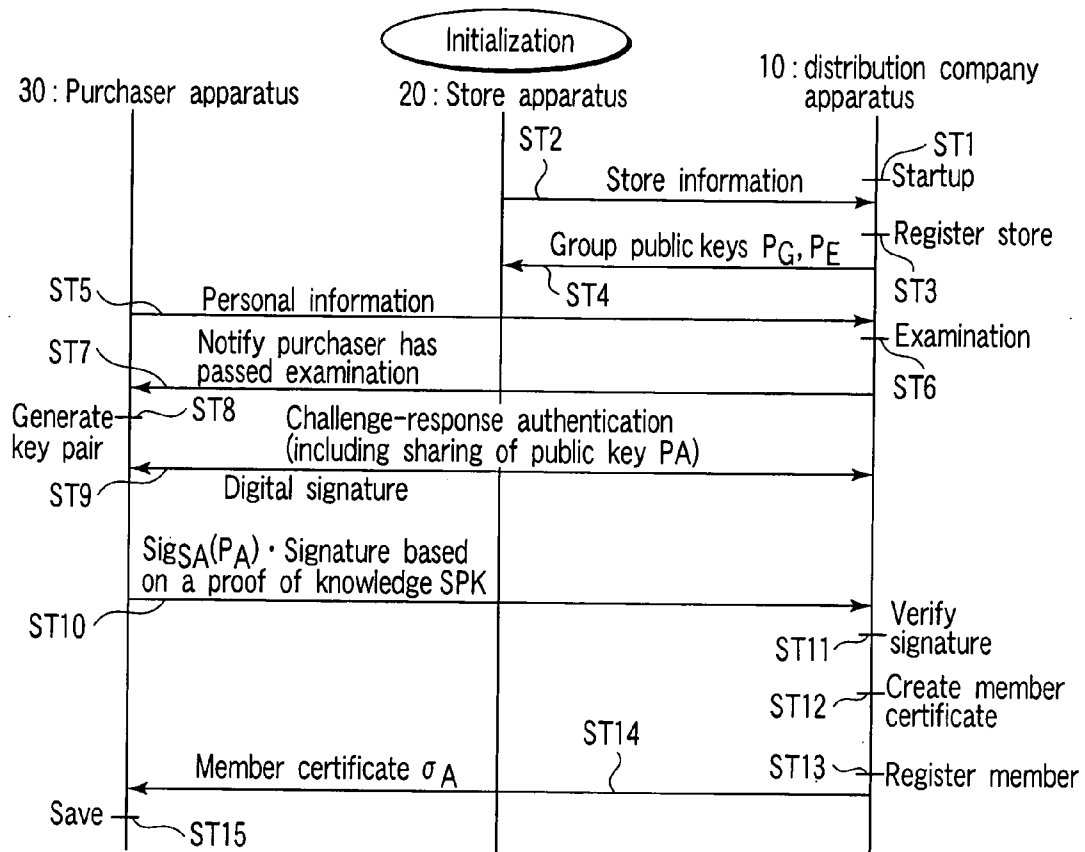 Initialization
30 : Purchaser apparatus
20 : Store apparatus
10 : distribution company
apparatus
ST1
Startup
ST2
Store information
Register store
ST3
Group public keys PG, PE
ST4
ST5
Personal information
Examination
ST6
ST7
Notify purchaser has
passed examination
ST8
Generate
key pair
Challenge-response authentication
(including sharing of public key PA)
ST9
Digital signature
SigSA(PA) · Signature based
on a proof of knowledge SPK
ST10
Verify
signature
ST11
Create member
certificate
ST12
ST13
Register member
ST14
Member certificate σA
Save
ST15